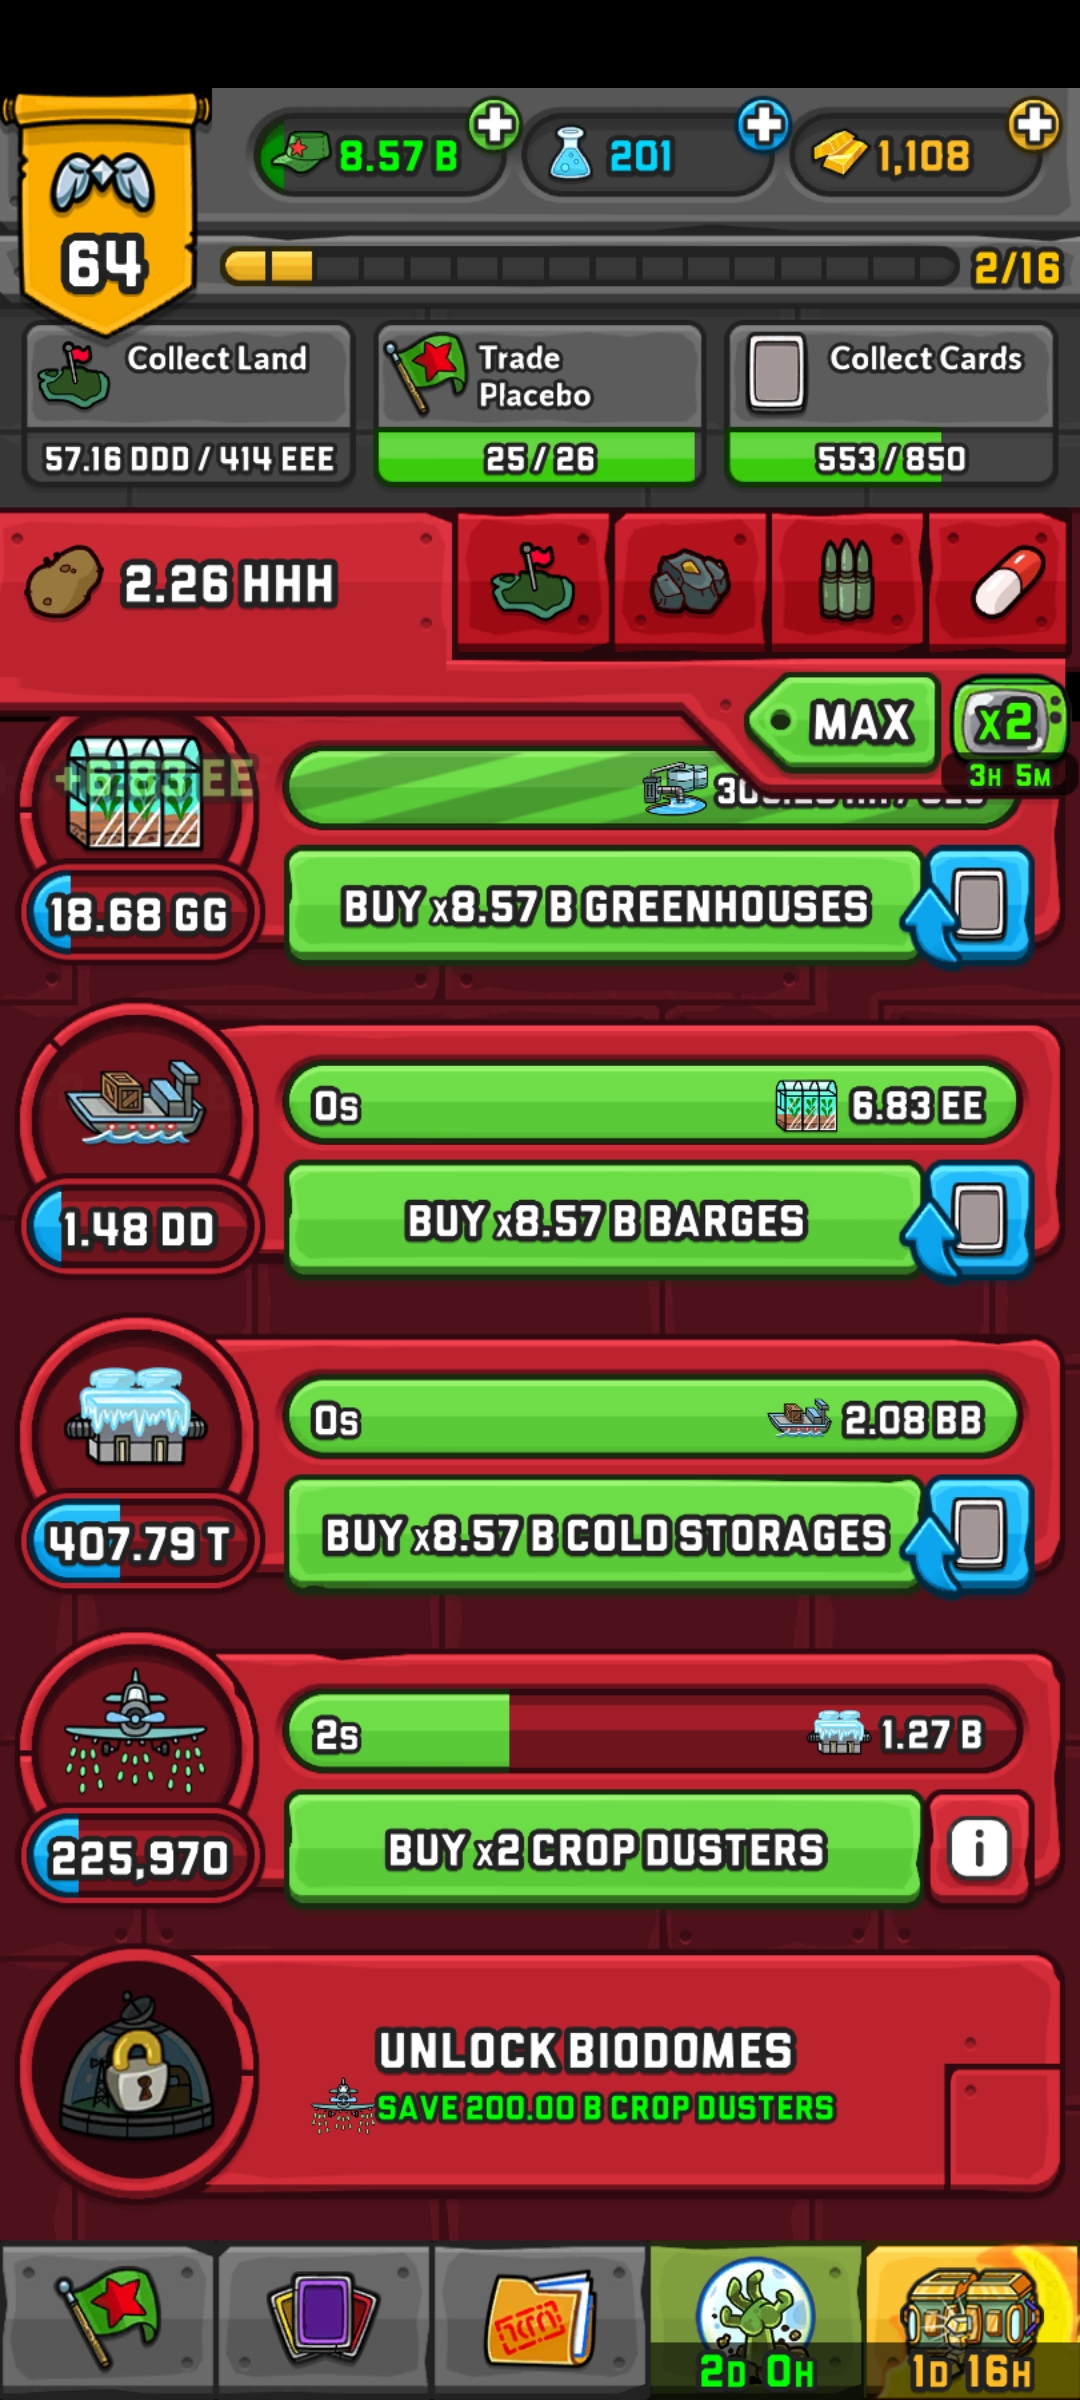 8.57 B
201
1,108
64
2/16
Collect Land
57.16 DDD / 414 EEE
Trade
Placebo
25 / 26
Collect Cards
553 / 850
2.26 HHH
MAX
x2
3H 5M
+6.83 EE
18.68 GG
BUY x8.57 B GREENHOUSES
0s
6.83 EE
1.48 DD
BUY x8.57 B BARGES
0s
2.08 BB
407.79 T
BUY x8.57 B COLD STORAGES
2s
1.27 B
225,970
BUY x2 CROP DUSTERS
i
UNLOCK BIODOMES
SAVE 200.00 B CROP DUSTERS
2D 0H
1D 16H